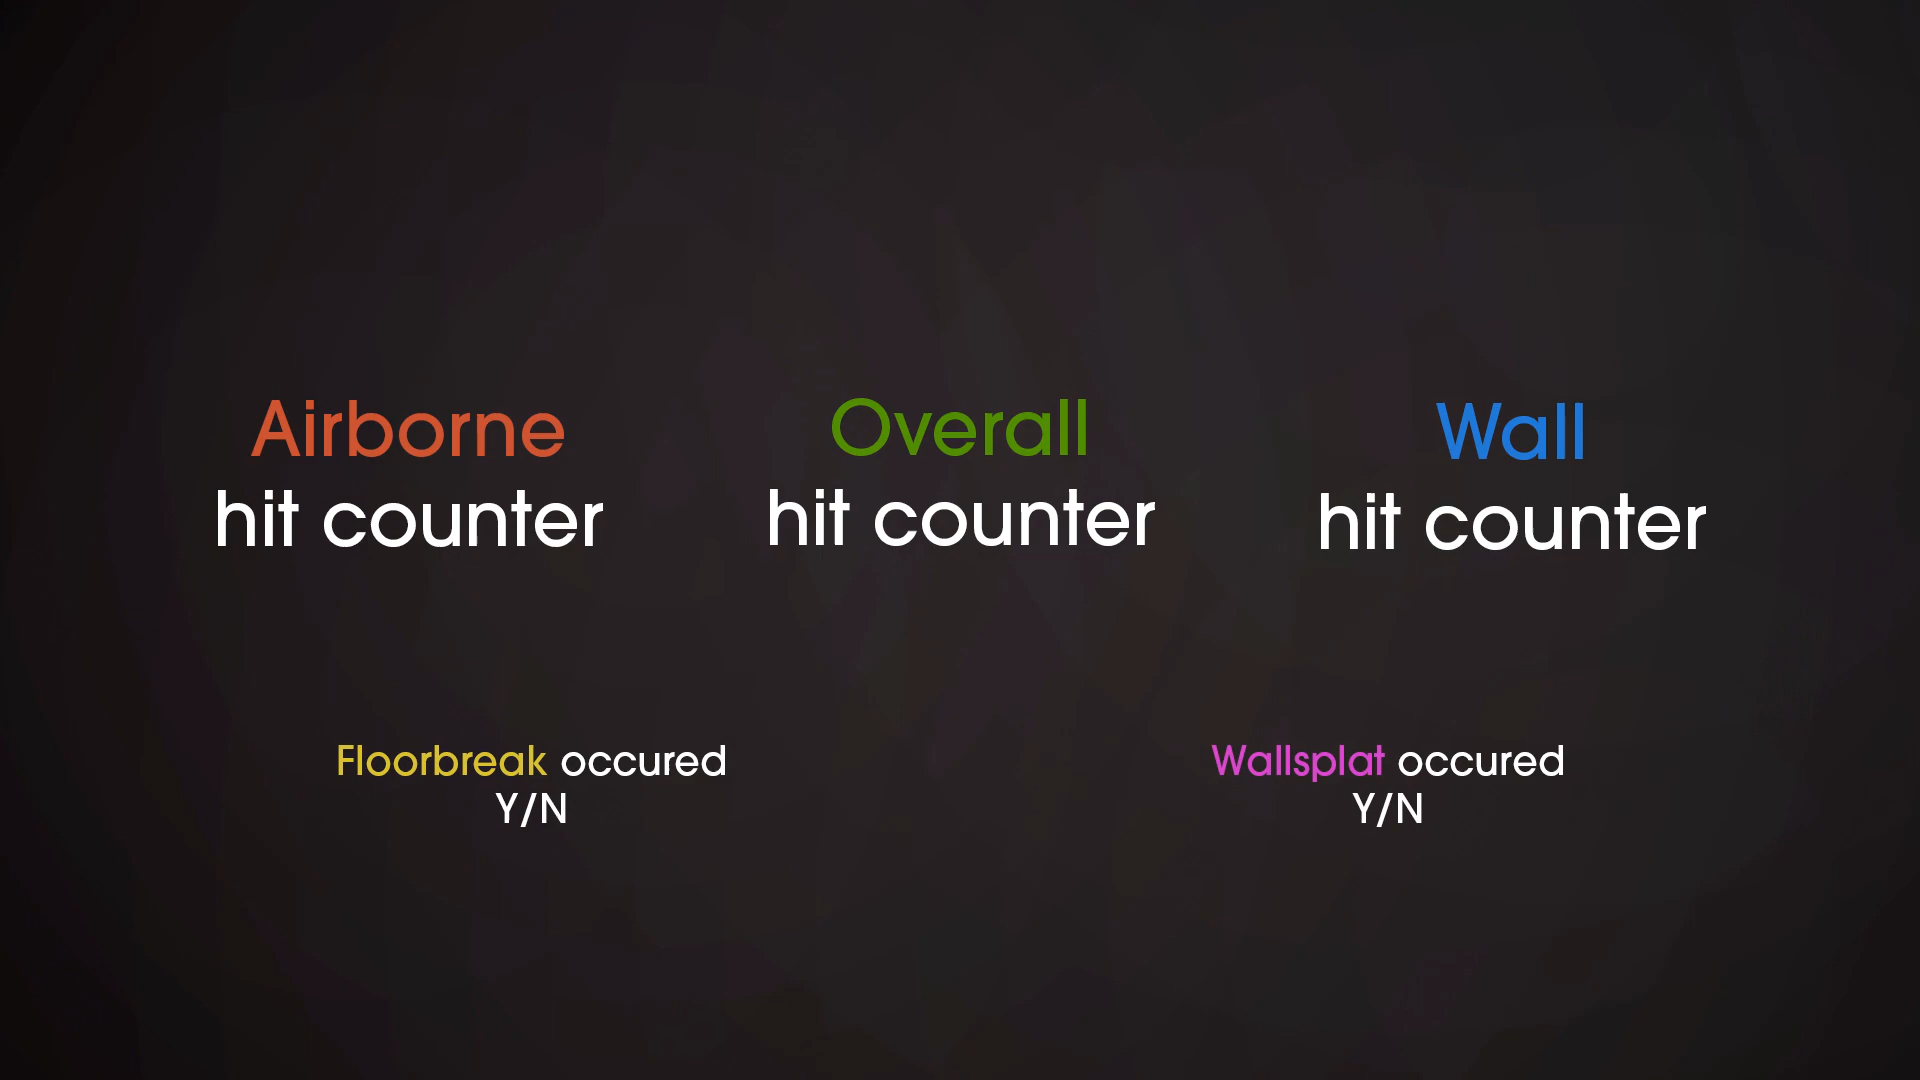 Airborne
hit counter
Overall
hit counter
Wall
hit counter
Floorbreak occured
Y/N
Wallsplat occured
Y/N